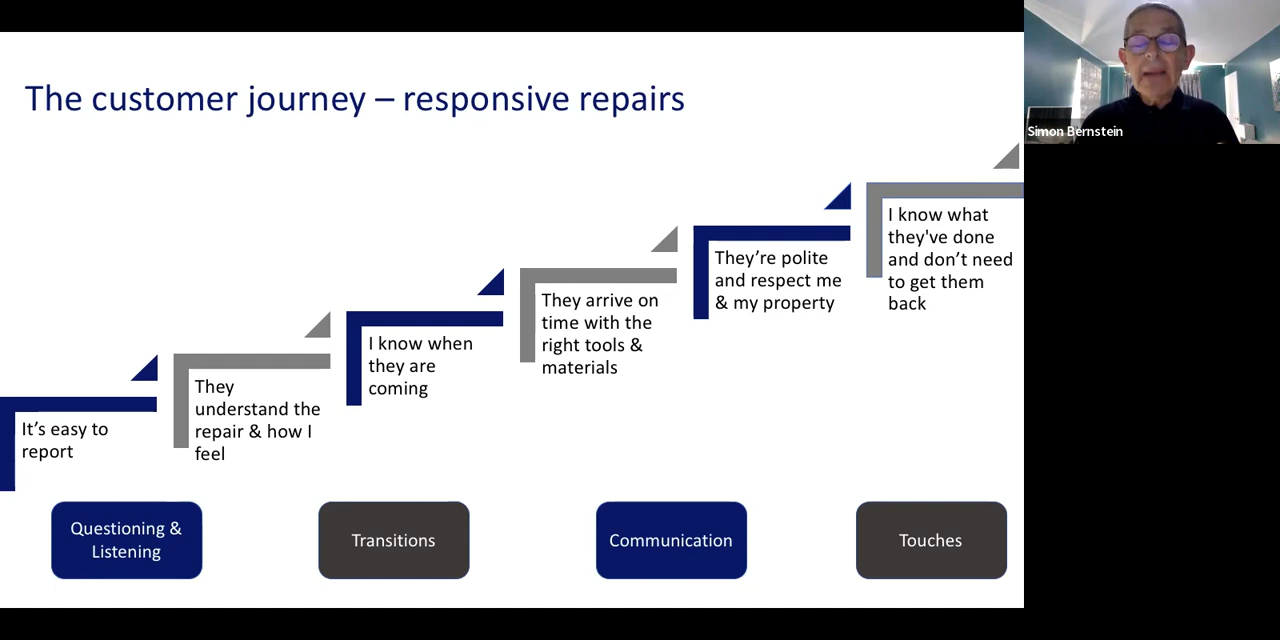 The customer journey – responsive repairs
Simon Bernstein
It's easy to
report
They
understand the
repair & how I
feel
I know when
they are
coming
They arrive on
time with the
right tools &
materials
They’re polite
and respect me
& my property
I know what
they've done
and don’t need
to get them
back
Questioning &
Listening
Transitions
Communication
Touches